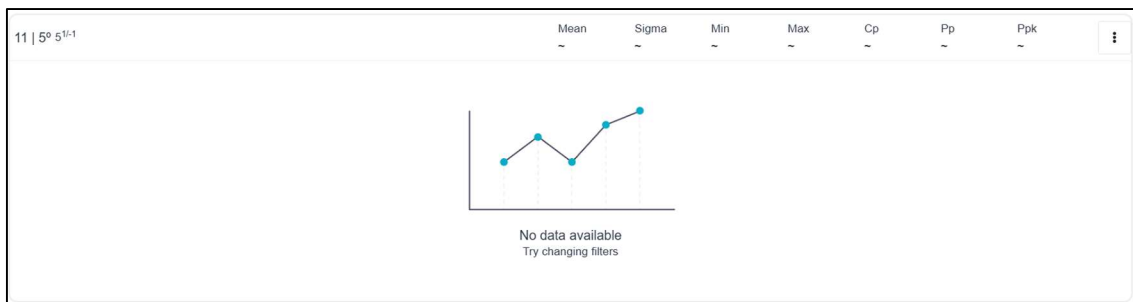 11 | 5º 5^1/-1
Mean Sigma Min Max Cp Pp Ppk
~ ~ ~ ~ ~ ~ ~
No data available
Try changing filters